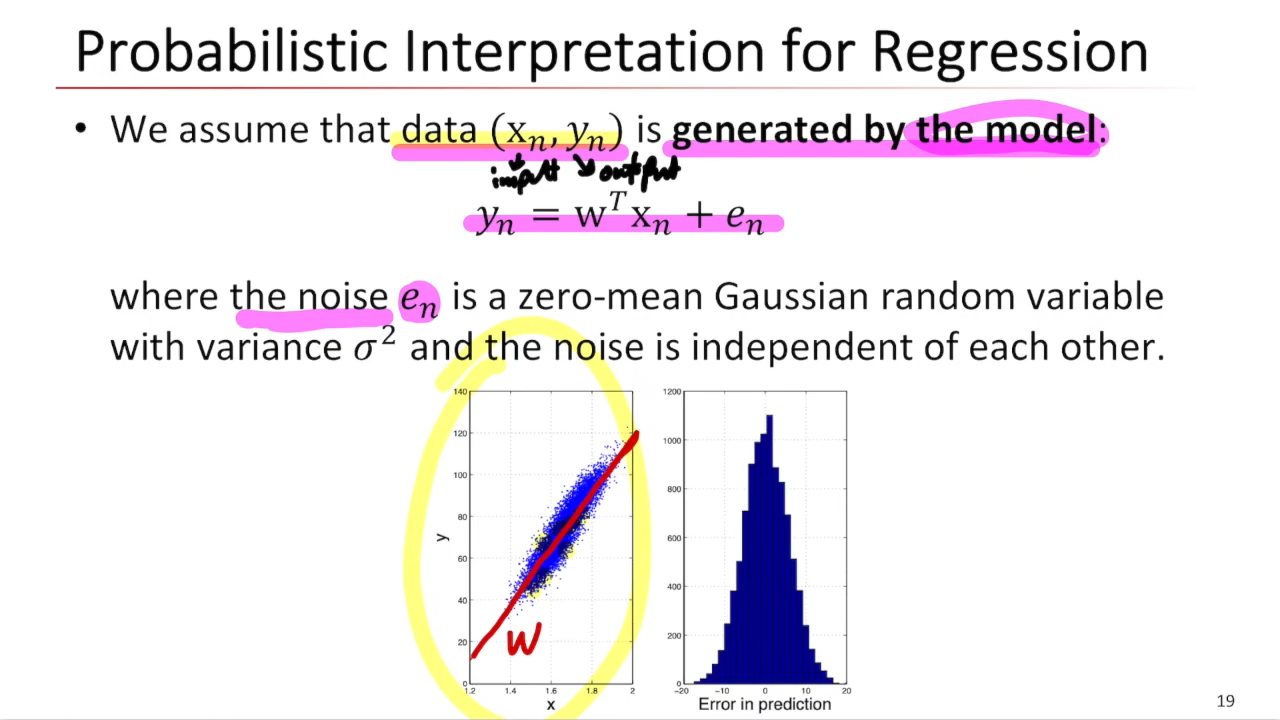 Probabilistic Interpretation for Regression
• We assume that data (xₙ, yₙ) is generated by the model:
input output
yₙ = wᵀxₙ + eₙ
where the noise eₙ is a zero-mean Gaussian random variable
with variance σ² and the noise is independent of each other.
140
120
100
80
60
40
20
0
y
1.2 1.4 1.6 1.8 2
x
W
1200
1000
800
600
400
200
0
-20 -10 0 10 20
Error in prediction
19